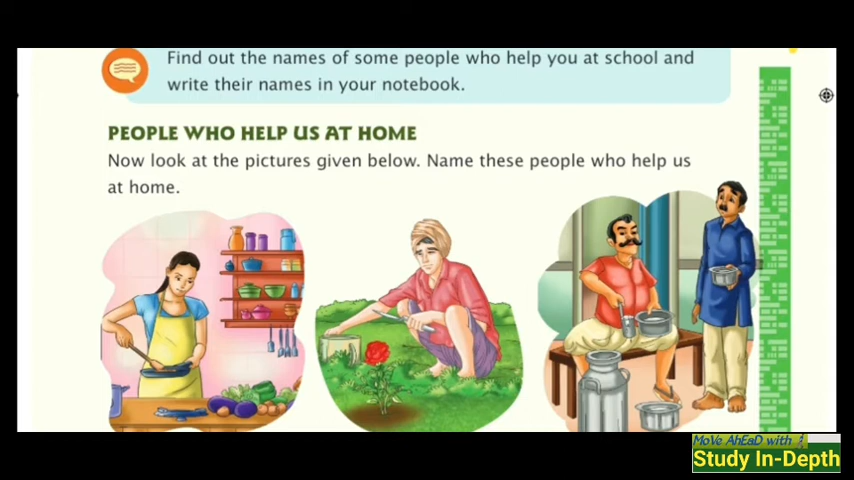 Find out the names of some people who help you at school and
write their names in your notebook.
PEOPLE WHO HELP US AT HOME
Now look at the pictures given below. Name these people who help us
at home.
MoVe AhEaD with
Study In-Depth